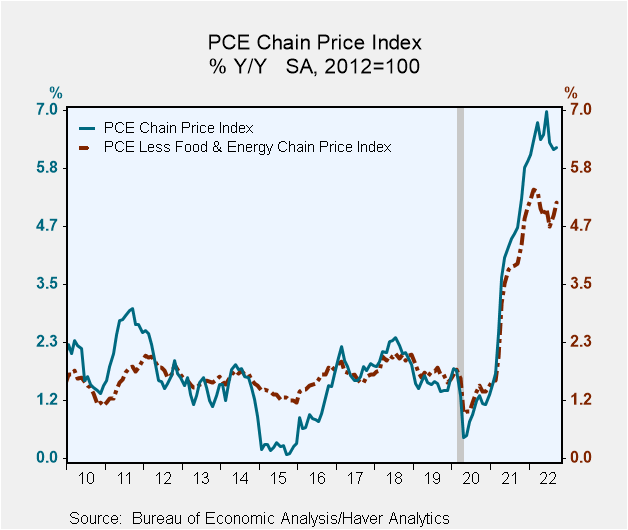 PCE Chain Price Index
% Y/Y   SA, 2012=100
% %
7.0 7.0
PCE Chain Price Index
PCE Less Food & Energy Chain Price Index
5.8 5.8
4.7 4.7
3.5 3.5
2.3 2.3
1.2 1.2
0.0 0.0
10 11 12 13 14 15 16 17 18 19 20 21 22
Source:  Bureau of Economic Analysis/Haver Analytics